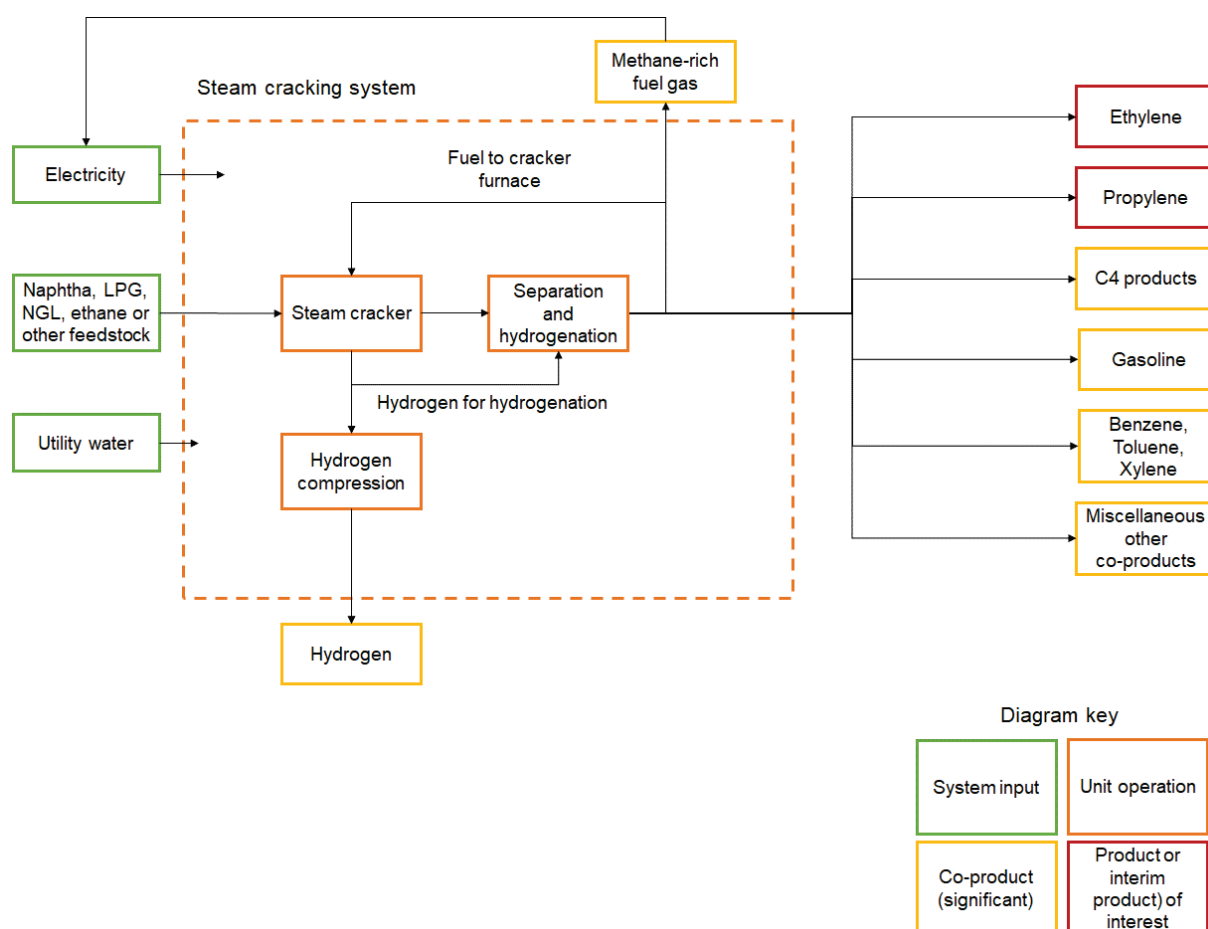 Methane-rich
fuel gas
Steam cracking system
Ethylene
Electricity
Fuel to cracker
furnace
Propylene
Naphtha, LPG,
NGL, ethane or
other feedstock
Steam cracker
Separation
and
hydrogenation
C4 products
Gasoline
Hydrogen for hydrogenation
Utility water
Hydrogen
compression
Benzene,
Toluene,
Xylene
Miscellaneous
other
co-products
Hydrogen
Diagram key
System input
Unit operation
Co-product
(significant)
Product or
interim
product) of
interest